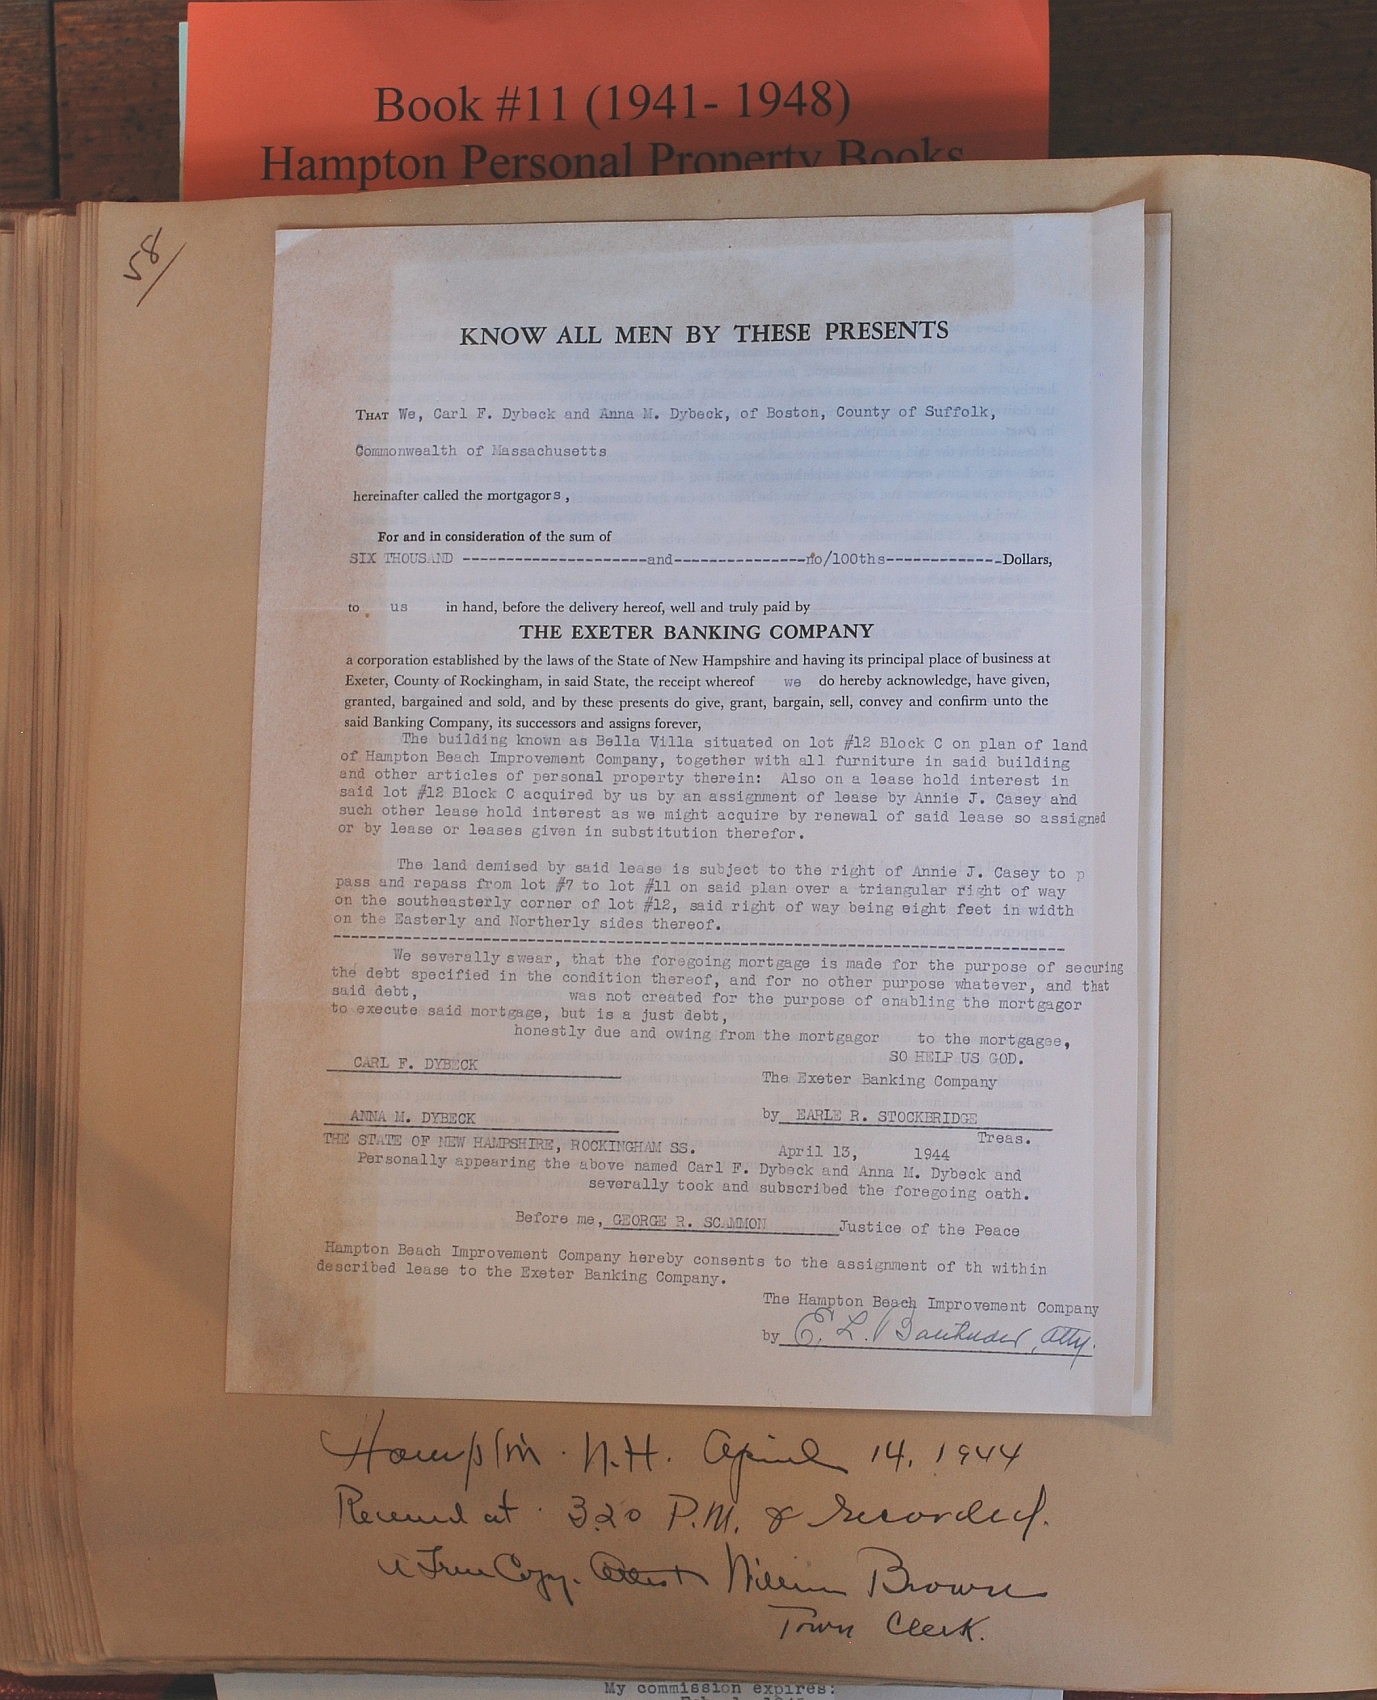 Book #11 (1941- 1948)
Hampton Personal Property Books
58
KNOW ALL MEN BY THESE PRESENTS
THAT We, Carl F. Dybeck and Anna M. Dybeck, of Boston, County of Suffolk,
Commonwealth of Massachusetts
hereinafter called the mortgagors,
For and in consideration of the sum of
SIX THOUSAND --------------------and--------------no/100ths------------Dollars,
to us in hand, before the delivery hereof, well and truly paid by
THE EXETER BANKING COMPANY
a corporation established by the laws of the State of New Hampshire and having its principal place of business at
Exeter, County of Rockingham, in said State, the receipt whereof we do hereby acknowledge, have given,
granted, bargained and sold, and by these presents do give, grant, bargain, sell, convey and confirm unto the
said Banking Company, its successors and assigns forever,
The building known as Bella Villa situated on lot #12 Block C on plan of land
of Hampton Beach Improvement Company, together with all furniture in said building
and other articles of personal property therein: Also on a lease hold interest in
said lot #12 Block C acquired by us by an assignment of lease by Annie J. Casey and
such other lease hold interest as we might acquire by renewal of said lease so assigned
or by lease or leases given in substitution therefor.
The land demised by said lease is subject to the right of Annie J. Casey to p
pass and repass from lot #7 to lot #11 on said plan over a triangular right of way
on the southeasterly corner of lot #12, said right of way being eight feet in width
on the Easterly and Northerly sides thereof.
We severally swear, that the foregoing mortgage is made for the purpose of securing
the debt specified in the condition thereof, and for no other purpose whatever, and that
said debt, was not created for the purpose of enabling the mortgagor
to execute said mortgage, but is a just debt,
honestly due and owing from the mortgagor to the mortgagee,
SO HELP US GOD.
CARL F. DYBECK
The Exeter Banking Company
ANNA M. DYBECK by EARLE R. STOCKBRIDGE
Treas.
THE STATE OF NEW HAMPSHIRE, ROCKINGHAM SS. April 13, 1944
Personally appearing the above named Carl F. Dybeck and Anna M. Dybeck and
severally took and subscribed the foregoing oath.
Before me, GEORGE R. SCAMMON Justice of the Peace
Hampton Beach Improvement Company hereby consents to the assignment of th within
described lease to the Exeter Banking Company.
The Hampton Beach Improvement Company
by E. L. Atty.
Hampton N.H. April 14, 1944
Received at 3.20 P.M. & recorded.
a True Copy. Attest William Brown
Town Clerk.
My commission expires: